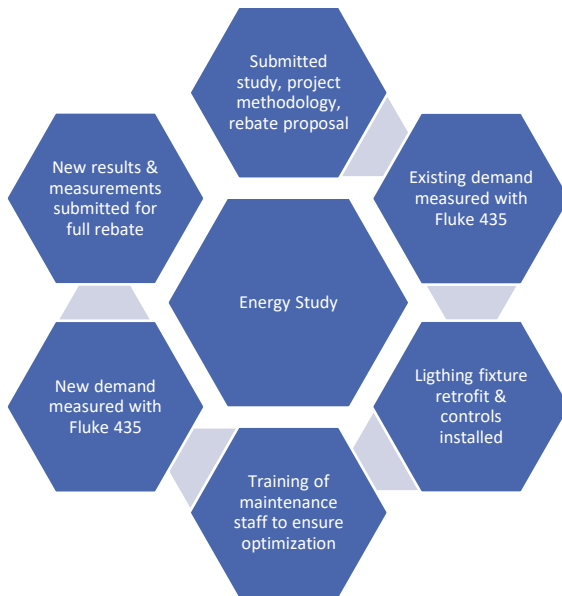 Submitted
study, project
methodology,
rebate proposal
Existing demand
measured with
Fluke 435
Ligthing fixture
retrofit &
controls
installed
Training of
maintenance
staff to ensure
optimization
New demand
measured with
Fluke 435
New results &
measurements
submitted for
full rebate
Energy Study